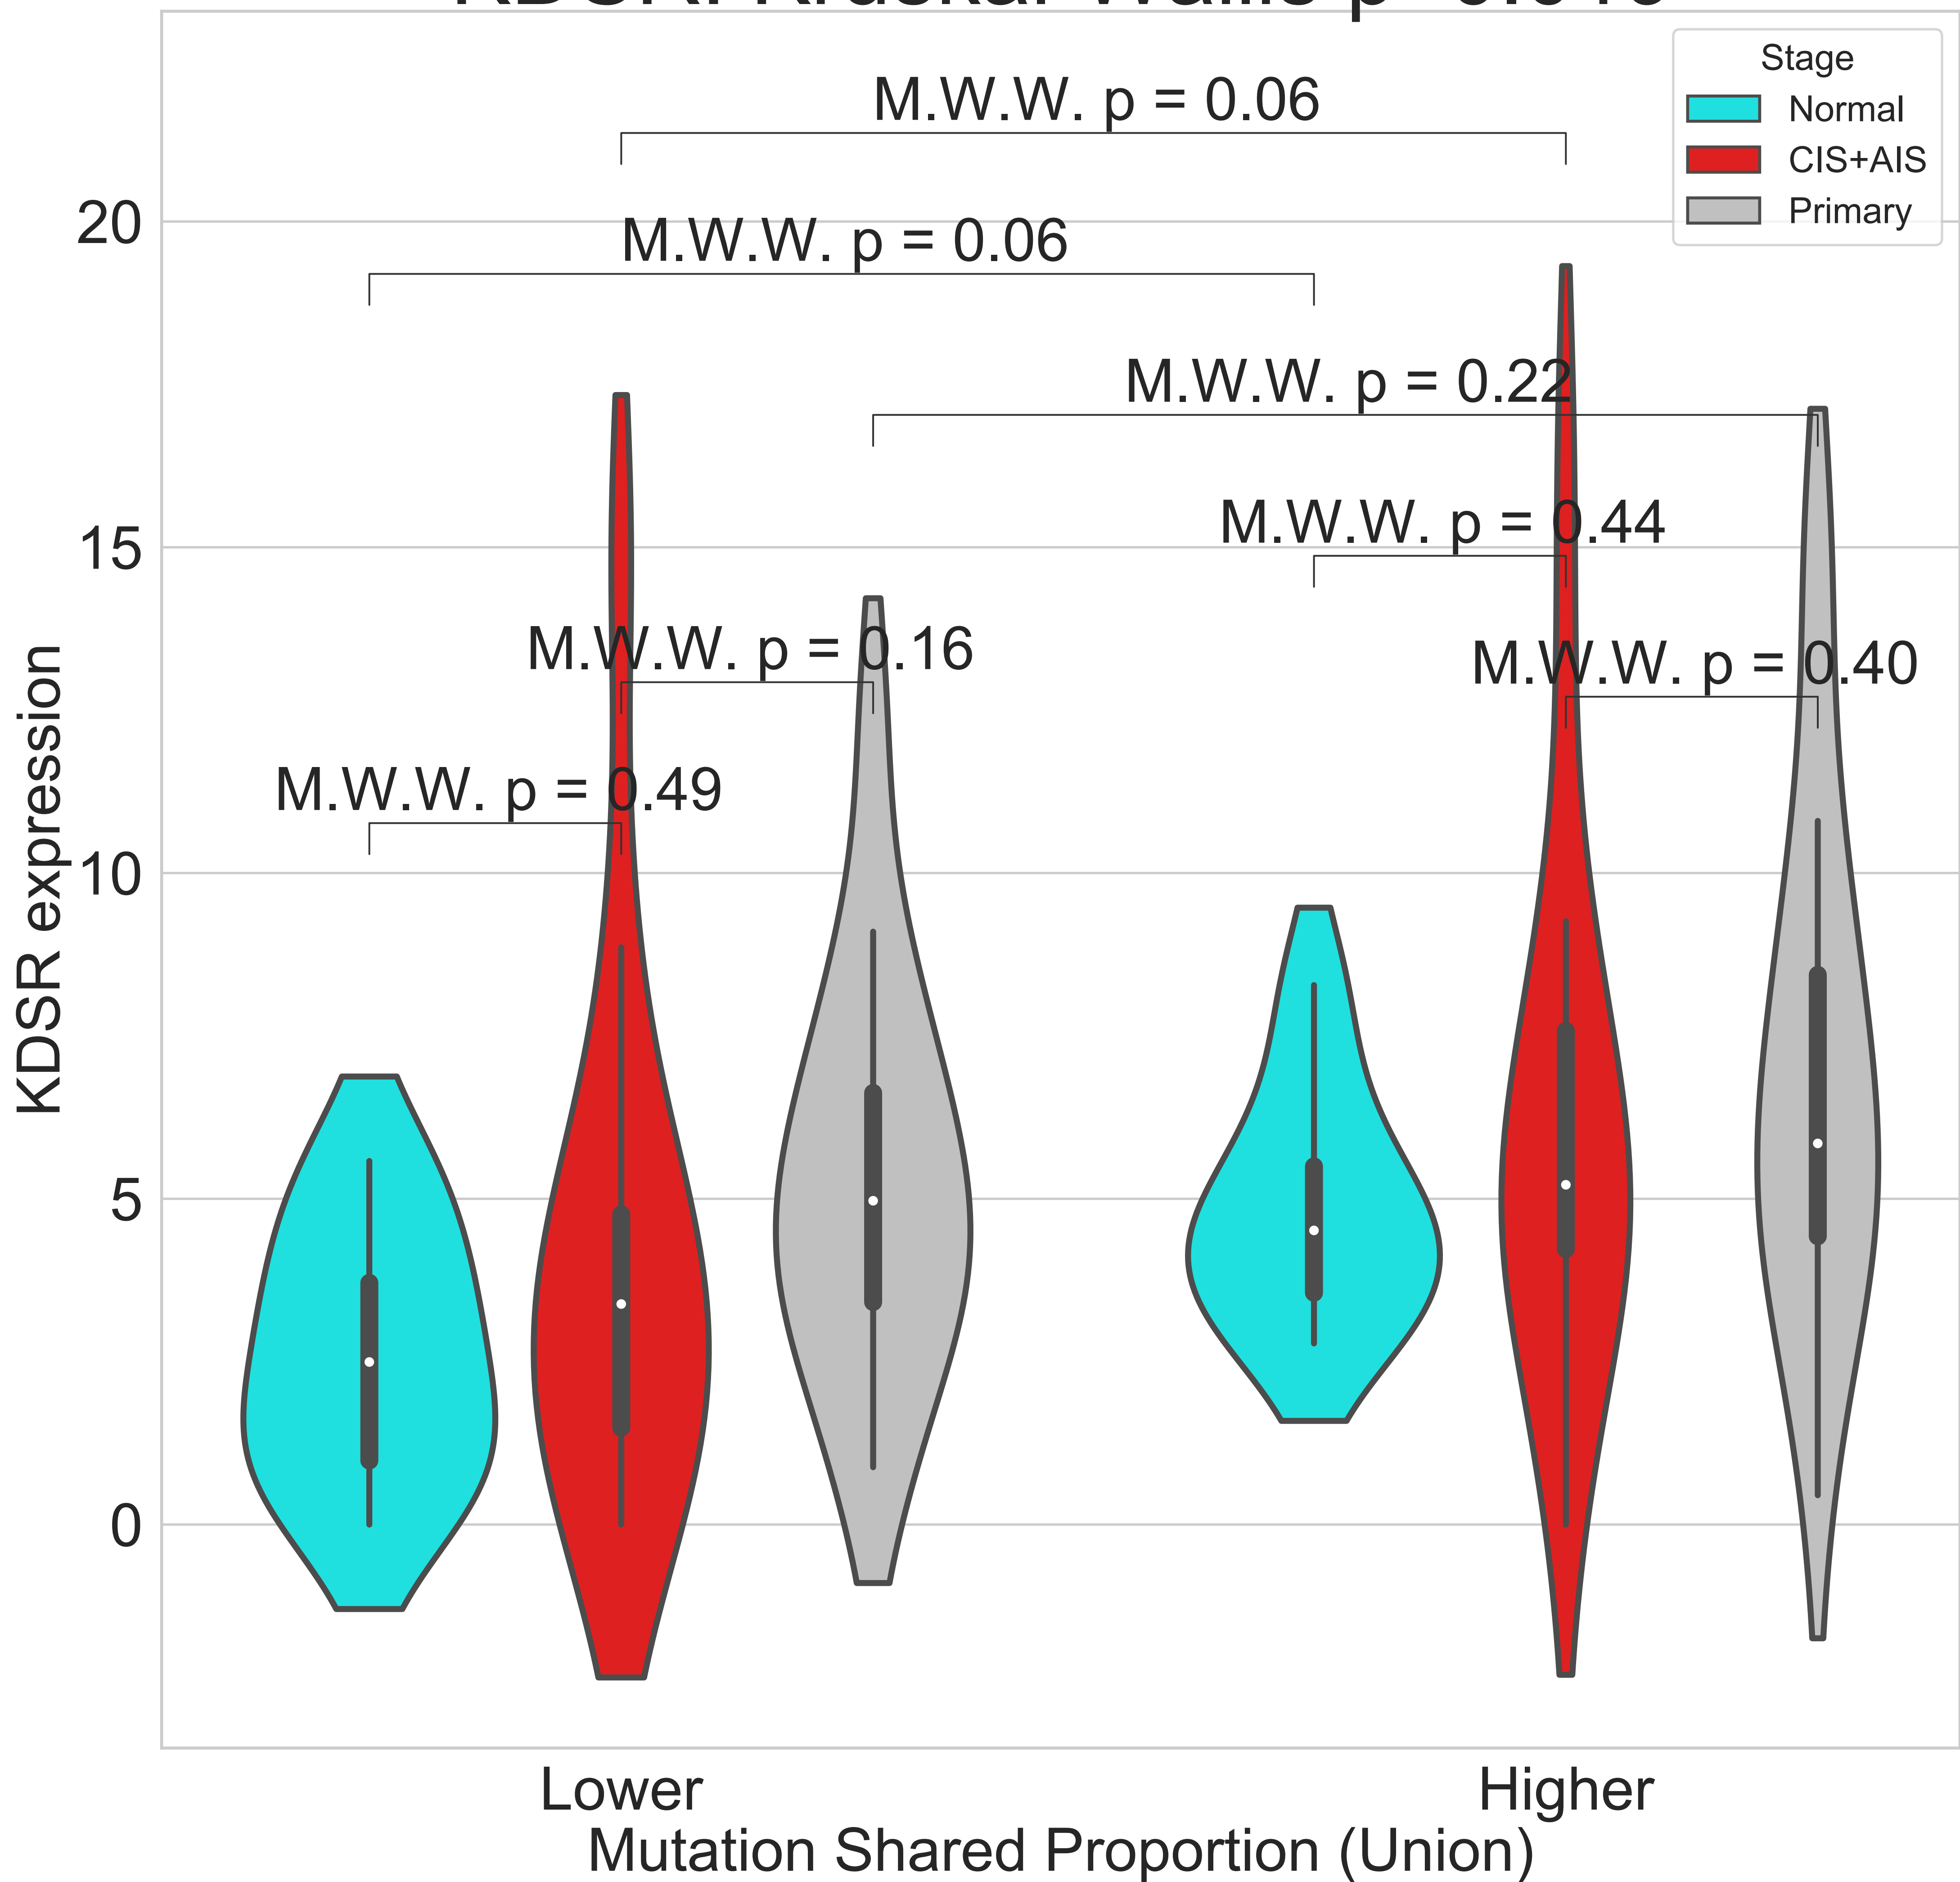 M.W.W. p = 0.06
M.W.W. p = 0.06
M.W.W. p = 0.22
M.W.W. p = 0.44
M.W.W. p = 0.16
M.W.W. p = 0.40
M.W.W. p = 0.49
Stage
Normal
CIS+AIS
Primary
20
15
10
5
0
KDSR expression
Lower
Higher
Mutation Shared Proportion (Union)